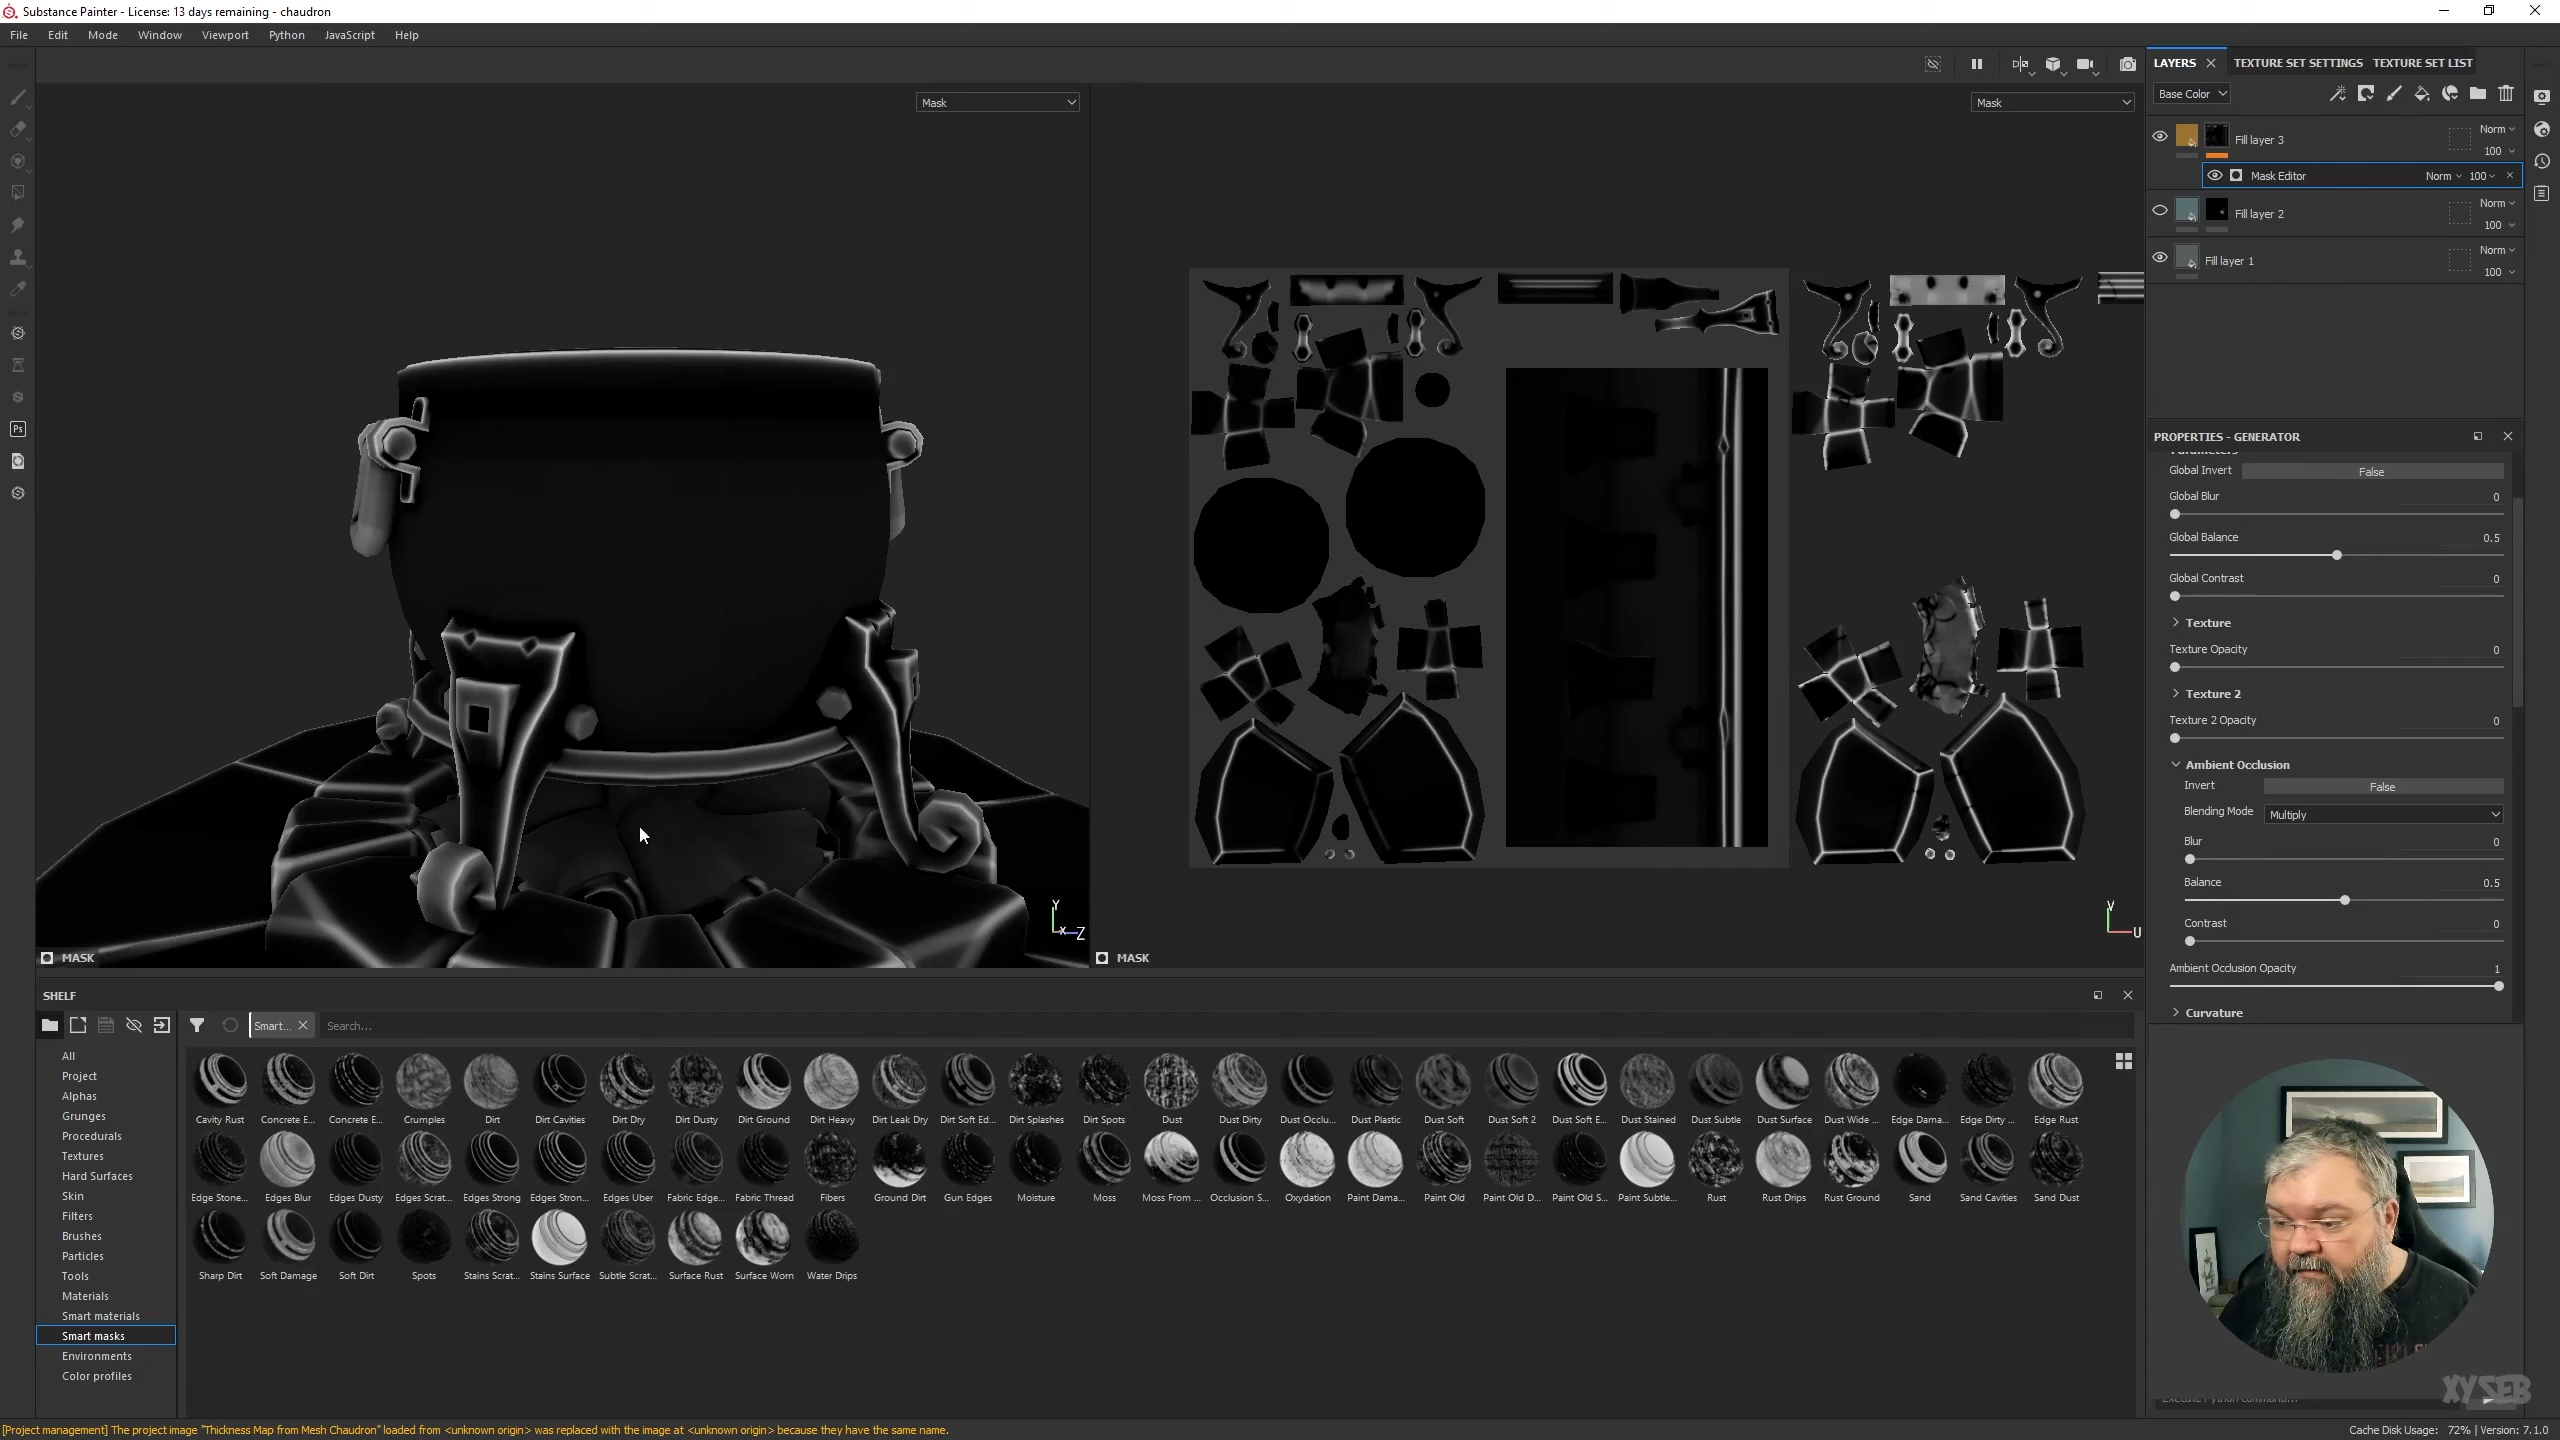 Substance Painter - License: 13 days remaining - chaudron
File Edit Mode Window Viewport Python JavaScript Help
Mask
Mask
LAYERS TEXTURE SET SETTINGS TEXTURE SET LIST
Base Color
Fill layer 3 Norm
100
Mask Editor Norm 100
Fill layer 2 Norm
100
Fill layer 1 Norm
100
Ps
PROPERTIES - GENERATOR
Parameters
Global Invert False
Global Blur 0
Global Balance 0.5
Global Contrast 0
Texture
Texture Opacity 0
Texture 2
Texture 2 Opacity 0
Ambient Occlusion
Invert False
Blending Mode Multiply
Blur 0
Balance 0.5
Contrast 0
Ambient Occlusion Opacity 1
Curvature
Y
X Z
V
U
MASK
MASK
SHELF
Smart... Search...
All
Project
Alphas
Grunges
Procedurals
Textures
Hard Surfaces
Skin
Filters
Brushes
Particles
Tools
Materials
Smart materials
Smart masks
Environments
Color profiles
Cavity Rust Concrete E... Concrete E... Crumples Dirt Dirt Cavities Dirt Dry Dirt Dusty Dirt Ground Dirt Heavy Dirt Leak Dry Dirt Soft Ed... Dirt Splashes Dirt Spots Dust Dust Dirty Dust Occlu... Dust Plastic Dust Soft Dust Soft 2 Dust Soft E... Dust Stained Dust Subtle Dust Surface Dust Wide ... Edge Dama... Edge Dirty ... Edge Rust
Edge Stone... Edges Blur Edges Dusty Edges Scrat... Edges Strong Edges Stron... Edges Uber Fabric Edge... Fabric Thread Fibers Ground Dirt Gun Edges Moisture Moss Moss From ... Occlusion S... Oxydation Paint Dama... Paint Old Paint Old D... Paint Old S... Paint Subtle... Rust Rust Drips Rust Ground Sand Sand Cavities Sand Dust
Sharp Dirt Soft Damage Soft Dirt Spots Stains Scrat... Stains Surface Subtle Scrat... Surface Rust Surface Worn Water Drips
XYSEB
Execute Python command...
[Project management] The project image "Thickness Map from Mesh Chaudron" loaded from <unknown origin> was replaced with the image at <unknown origin> because they have the same name.
Cache Disk Usage: 72% | Version: 7.1.0